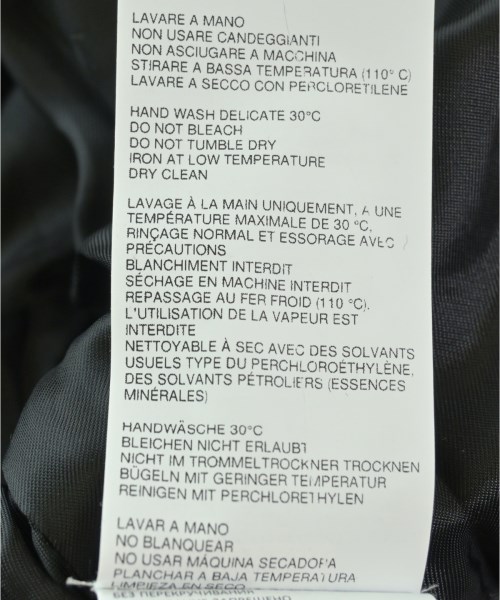 LAVARE A MANO
NON USARE CANDEGGIANTI
NON ASCIUGARE A MACCHINA
STIRARE A BASSA TEMPERATURA (110° C)
LAVARE A SECCO CON PERCLORETILENE
HAND WASH DELICATE 30°C
DO NOT BLEACH
DO NOT TUMBLE DRY
IRON AT LOW TEMPERATURE
DRY CLEAN
LAVAGE À LA MAIN UNIQUEMENT, A UNE
TEMPÉRATURE MAXIMALE DE 30 °C.
RINÇAGE NORMAL ET ESSORAGE AVEC
PRÉCAUTIONS
BLANCHIMENT INTERDIT
SÉCHAGE EN MACHINE INTERDIT
REPASSAGE AU FER FROID (110 °C).
L'UTILISATION DE LA VAPEUR EST
INTERDITE
NETTOYABLE À SEC AVEC DES SOLVANTS
USUELS TYPE DU PERCHLOROÉTHYLÈNE,
DES SOLVANTS PÉTROLIERS (ESSENCES
MINÉRALES)
HANDWÄSCHE 30°C
BLEICHEN NICHT ERLAUBT
NICHT IM TROMMELTROCKNER TROCKNEN
BÜGELN MIT GERINGER TEMPERATUR
REINIGEN MIT PERCHLORETHYLEN
LAVAR A MANO
NO BLANQUEAR
NO USAR MÁQUINA SECADORA
PLANCHAR A BAJA TEMPERATURA
LIMPIEZA EN SECO
БЕЗ ПЕРЕКРУЧИВАНИЯ